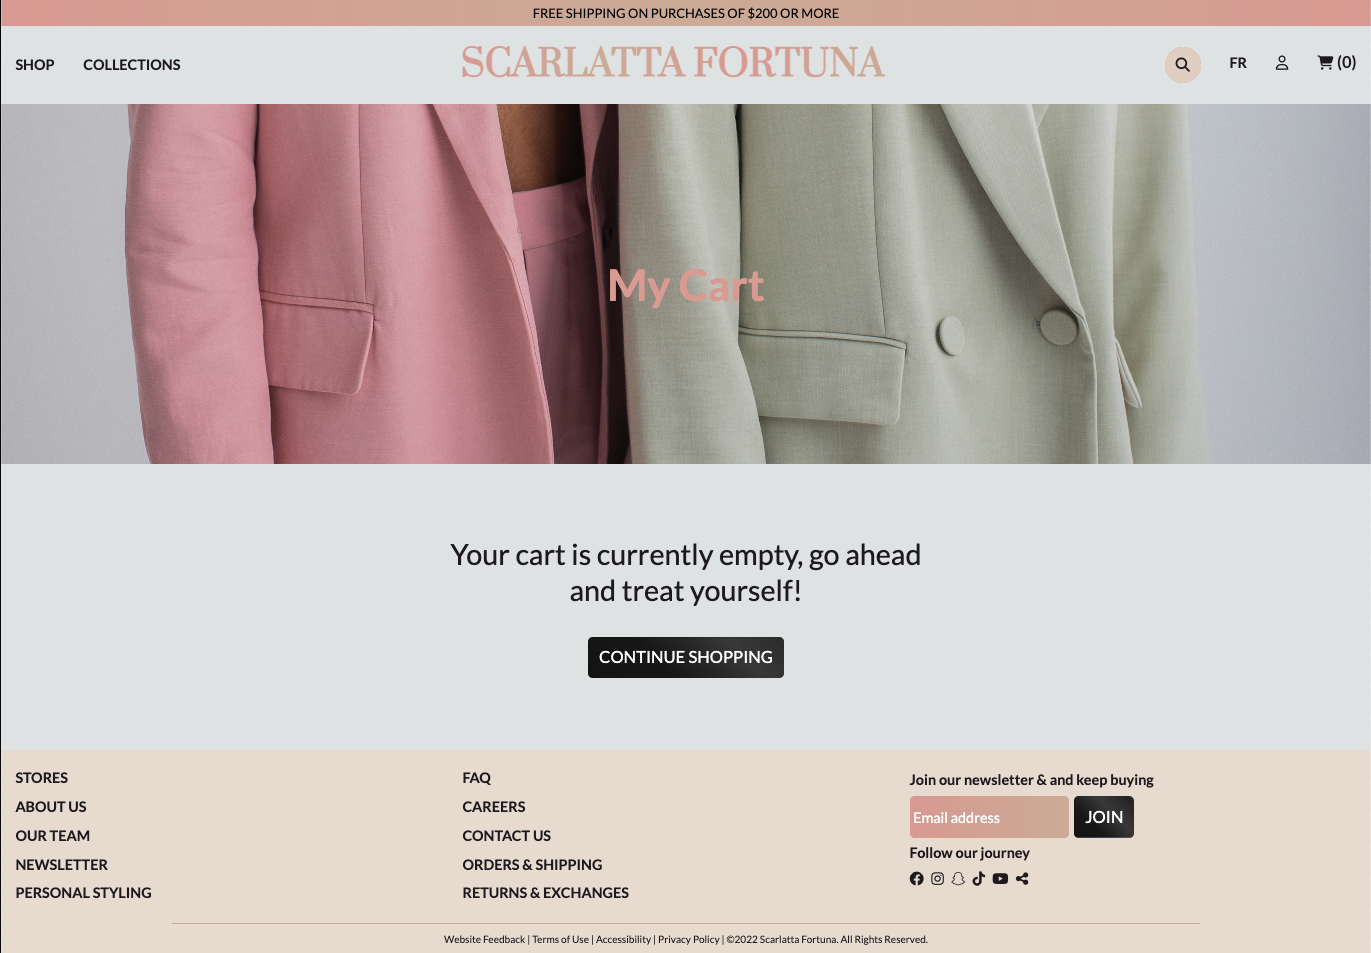 FREE SHIPPING ON PURCHASES OF $200 OR MORE
SHOP COLLECTIONS SCARLATTA FORTUNA FR (0)
My Cart
Your cart is currently empty, go ahead
and treat yourself!
CONTINUE SHOPPING
STORES
ABOUT US
OUR TEAM
NEWSLETTER
PERSONAL STYLING
FAQ
CAREERS
CONTACT US
ORDERS & SHIPPING
RETURNS & EXCHANGES
Join our newsletter & and keep buying
Email address JOIN
Follow our journey
Website Feedback | Terms of Use | Accessibility | Privacy Policy | ©2022 Scarlatta Fortuna. All Rights Reserved.